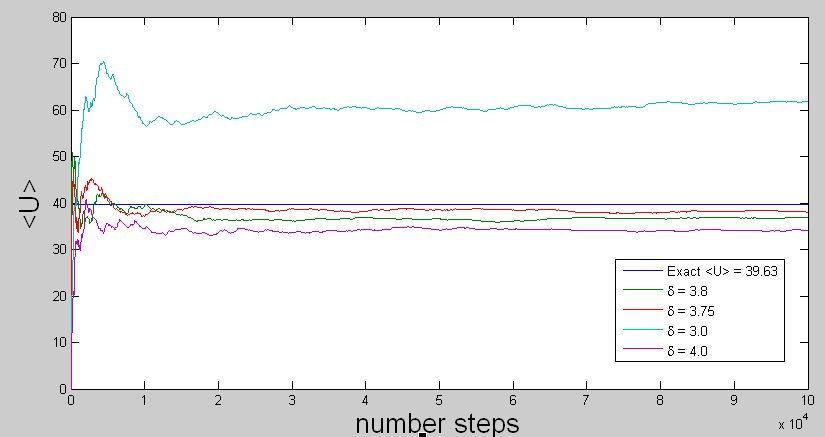 80
70
60
50
40
30
20
10
0
<U>
Exact <U> = 39.63
δ = 3.8
δ = 3.75
δ = 3.0
δ = 4.0
0 1 2 3 4 5 6 7 8 9 10
x 10^4
number steps